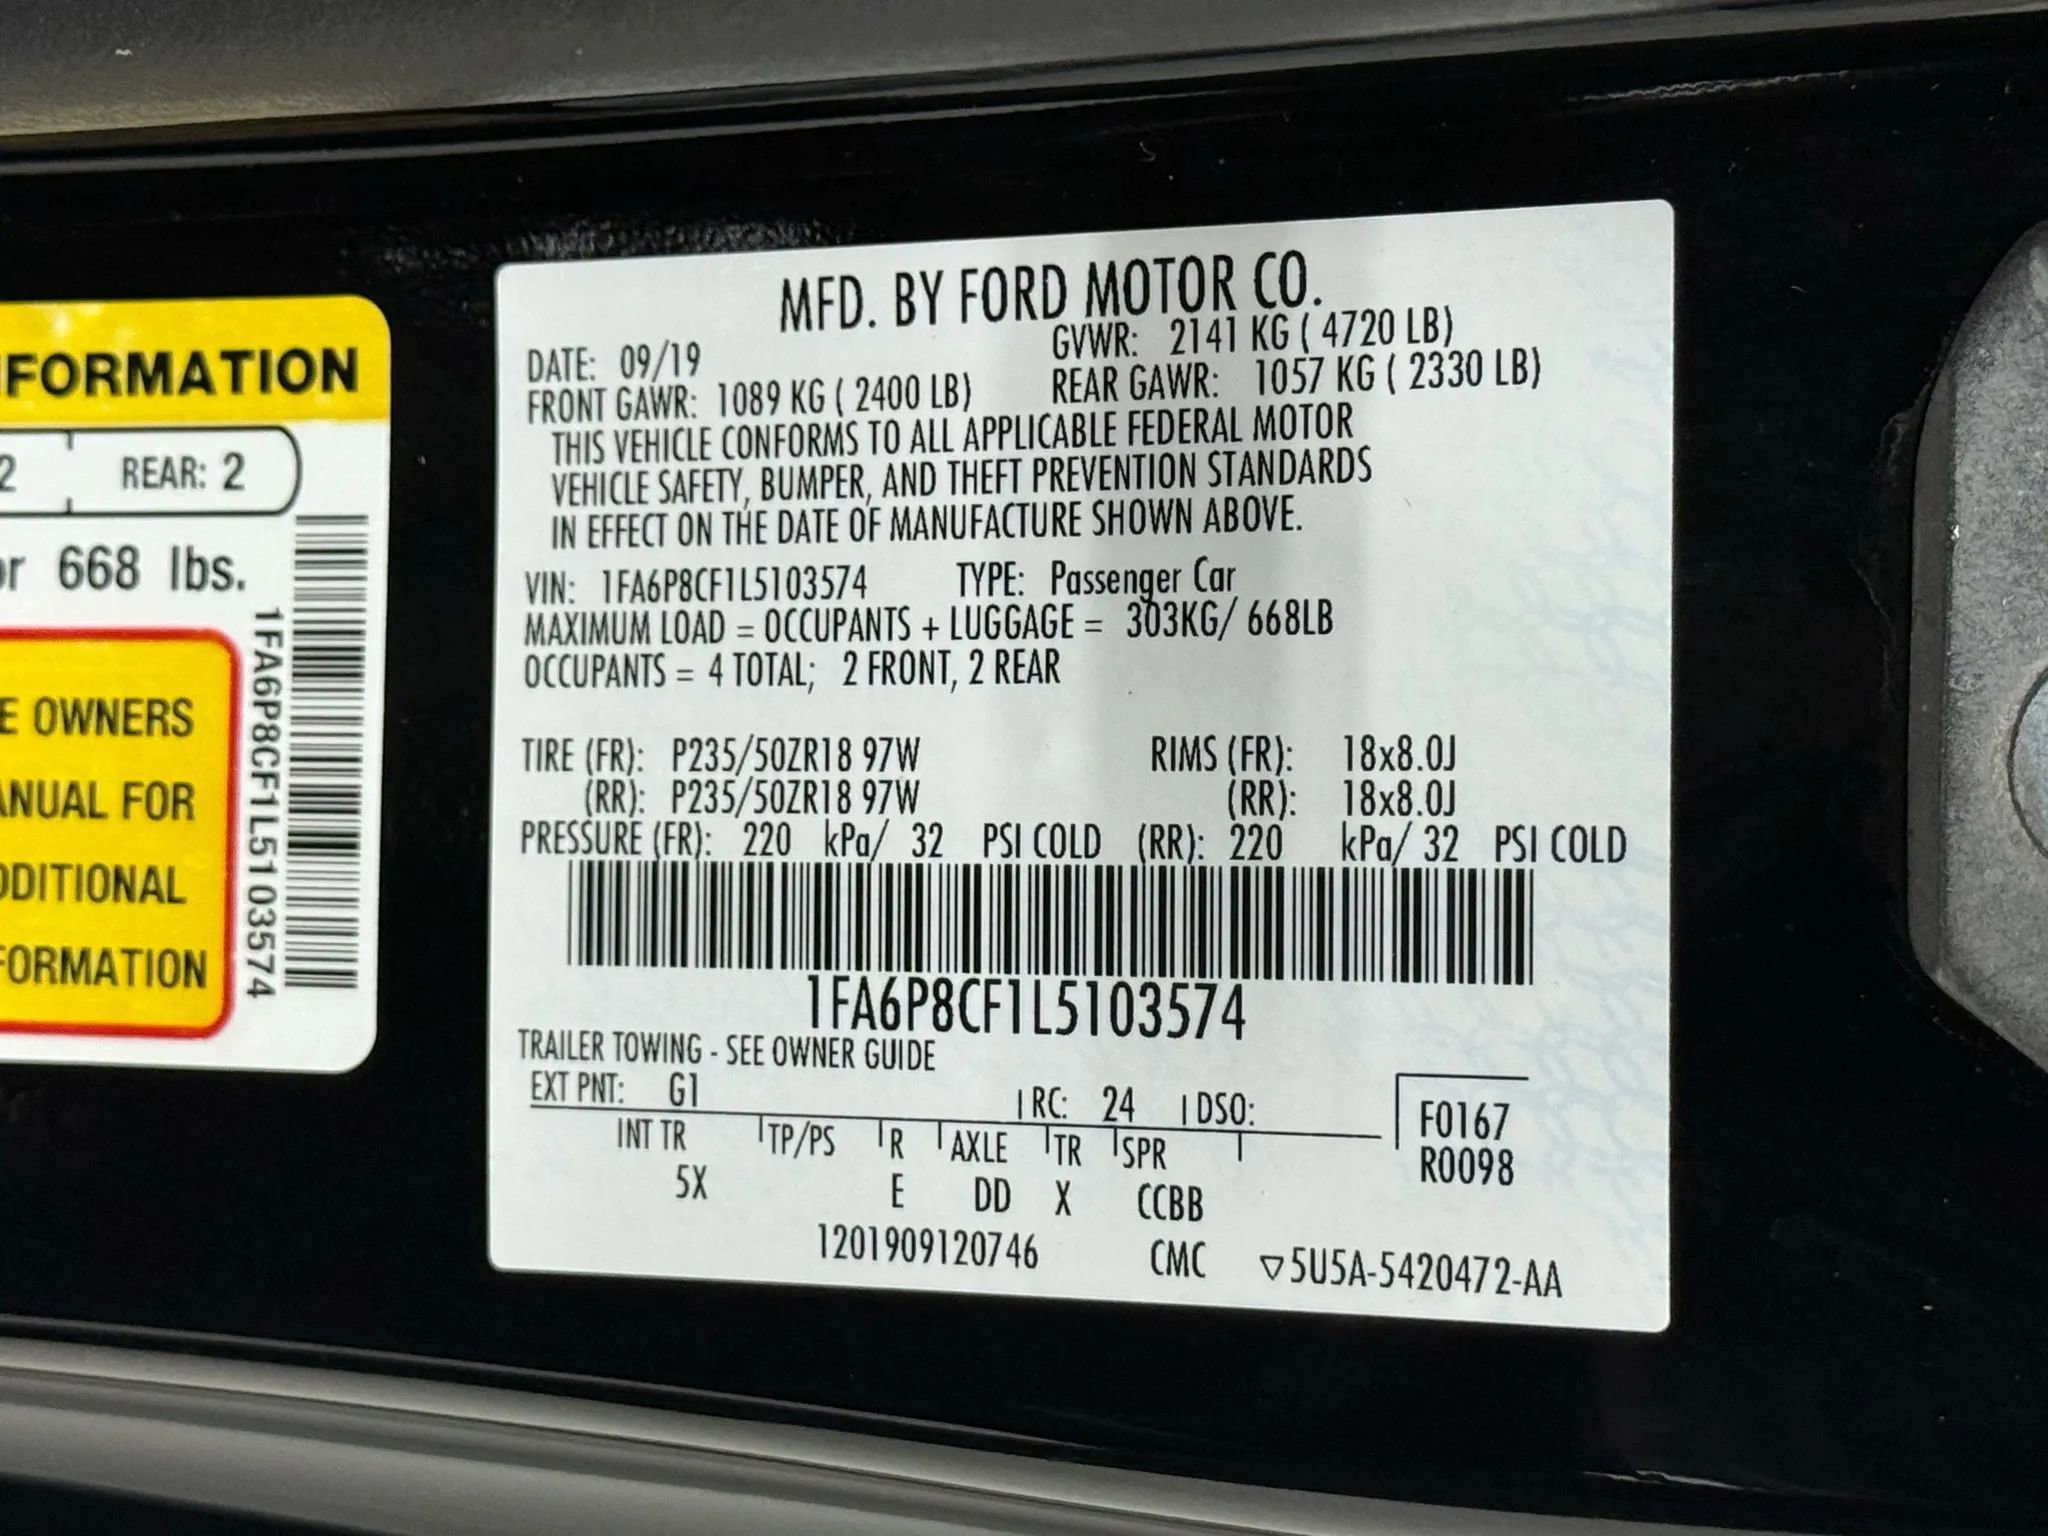 MFD. BY FORD MOTOR CO.
DATE: 09/19 GVWR: 2141 KG ( 4720 LB)
FRONT GAWR: 1089 KG ( 2400 LB) REAR GAWR: 1057 KG ( 2330 LB)
THIS VEHICLE CONFORMS TO ALL APPLICABLE FEDERAL MOTOR
VEHICLE SAFETY, BUMPER, AND THEFT PREVENTION STANDARDS
IN EFFECT ON THE DATE OF MANUFACTURE SHOWN ABOVE.
VIN: 1FA6P8CF1L5103574 TYPE: Passenger Car
MAXIMUM LOAD = OCCUPANTS + LUGGAGE = 303KG/ 668LB
OCCUPANTS = 4 TOTAL; 2 FRONT, 2 REAR
TIRE (FR): P235/50ZR18 97W RIMS (FR): 18x8.0J
(RR): P235/50ZR18 97W (RR): 18x8.0J
PRESSURE (FR): 220 kPa/ 32 PSI COLD (RR): 220 kPa/ 32 PSI COLD
1FA6P8CF1L5103574
TRAILER TOWING - SEE OWNER GUIDE
EXT PNT: G1 RC: 24 DSO:
F0167
INT TR TP/PS R AXLE TR SPR
R0098
5X E DD X CCBB
1201909120746 CMC ▽5U5A-5420472-AA
NFORMATION
2 REAR: 2
or 668 lbs.
1FA6P8CF1L5103574
E OWNERS
ANUAL FOR
DDITIONAL
FORMATION